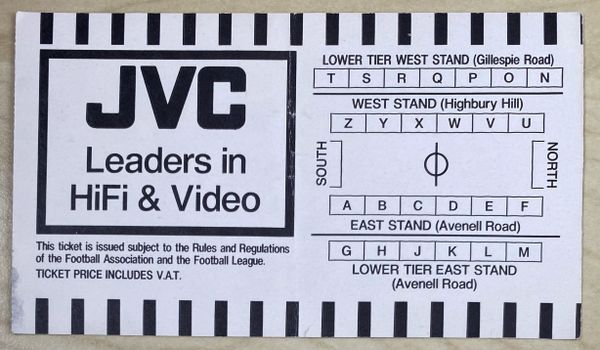 JVC
Leaders in
HiFi & Video
This ticket is issued subject to the Rules and Regulations
of the Football Association and the Football League.
TICKET PRICE INCLUDES V.A.T.
LOWER TIER WEST STAND (Gillespie Road)
T S R Q P O N
WEST STAND (Highbury Hill)
Z Y X W V U
SOUTH
NORTH
A B C D E F
EAST STAND (Avenell Road)
G H J K L M
LOWER TIER EAST STAND
(Avenell Road)